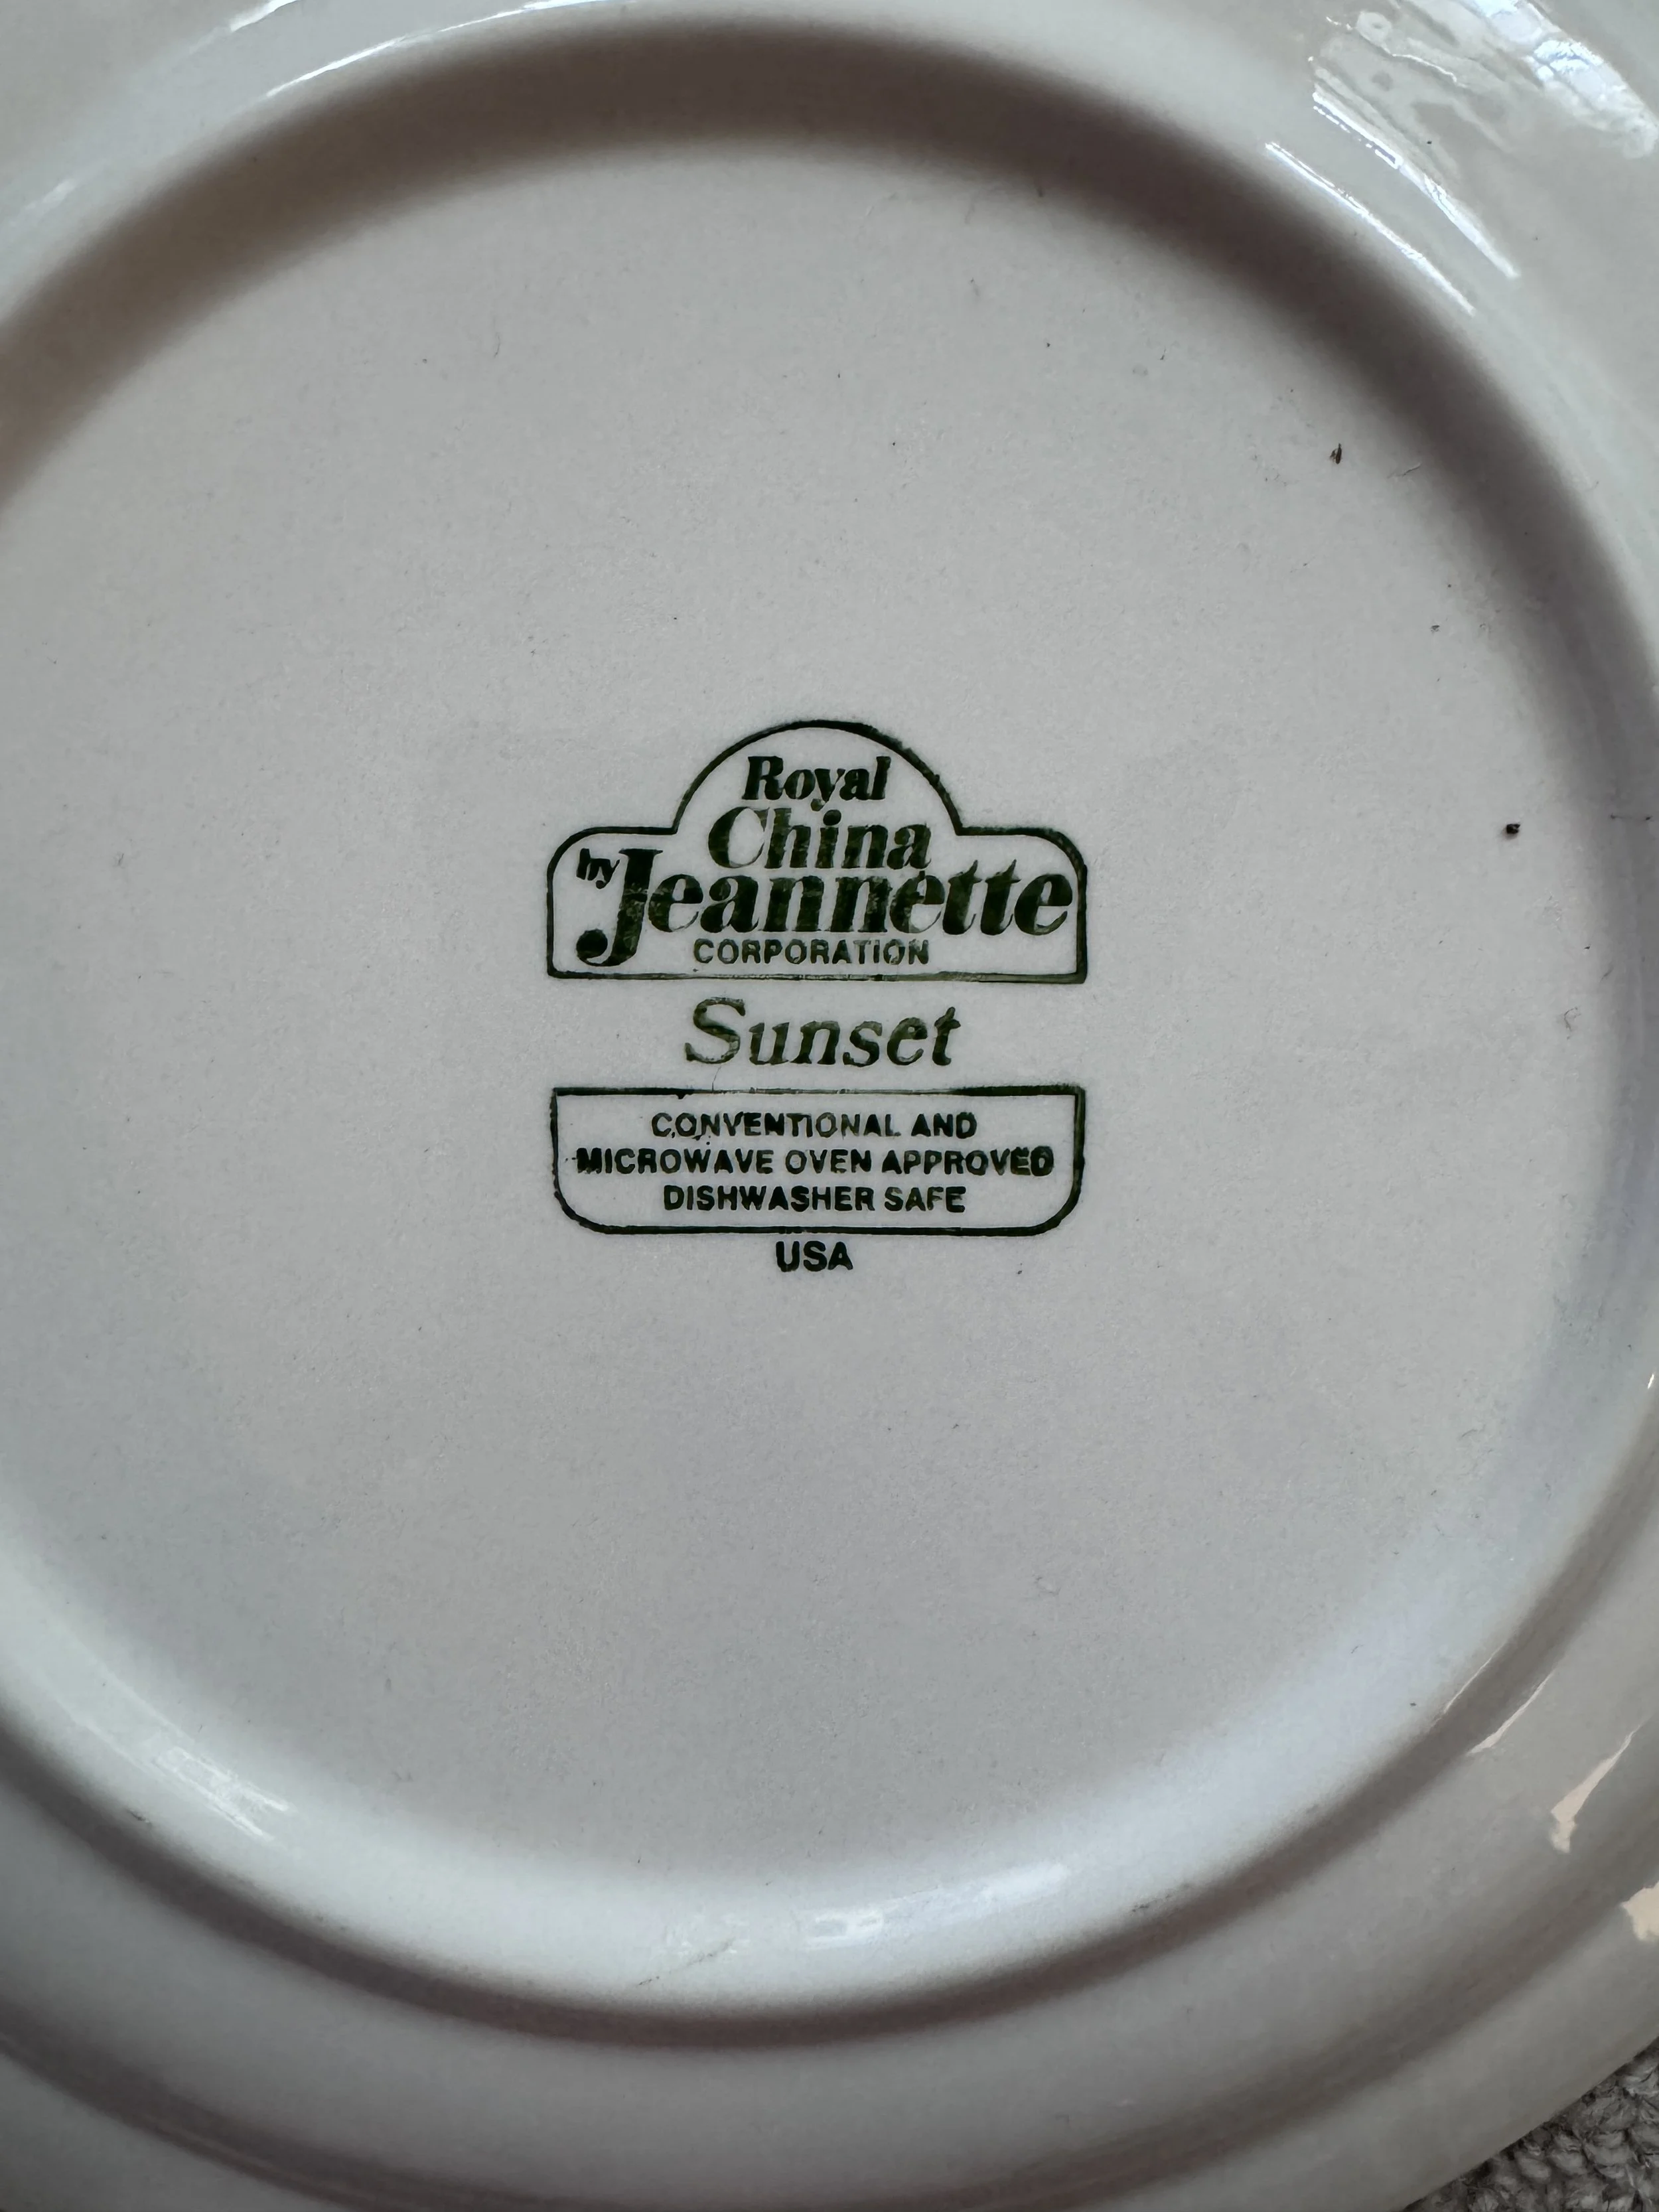 Royal
China
by Jeannette
CORPORATION
Sunset
CONVENTIONAL AND
MICROWAVE OVEN APPROVED
DISHWASHER SAFE
USA